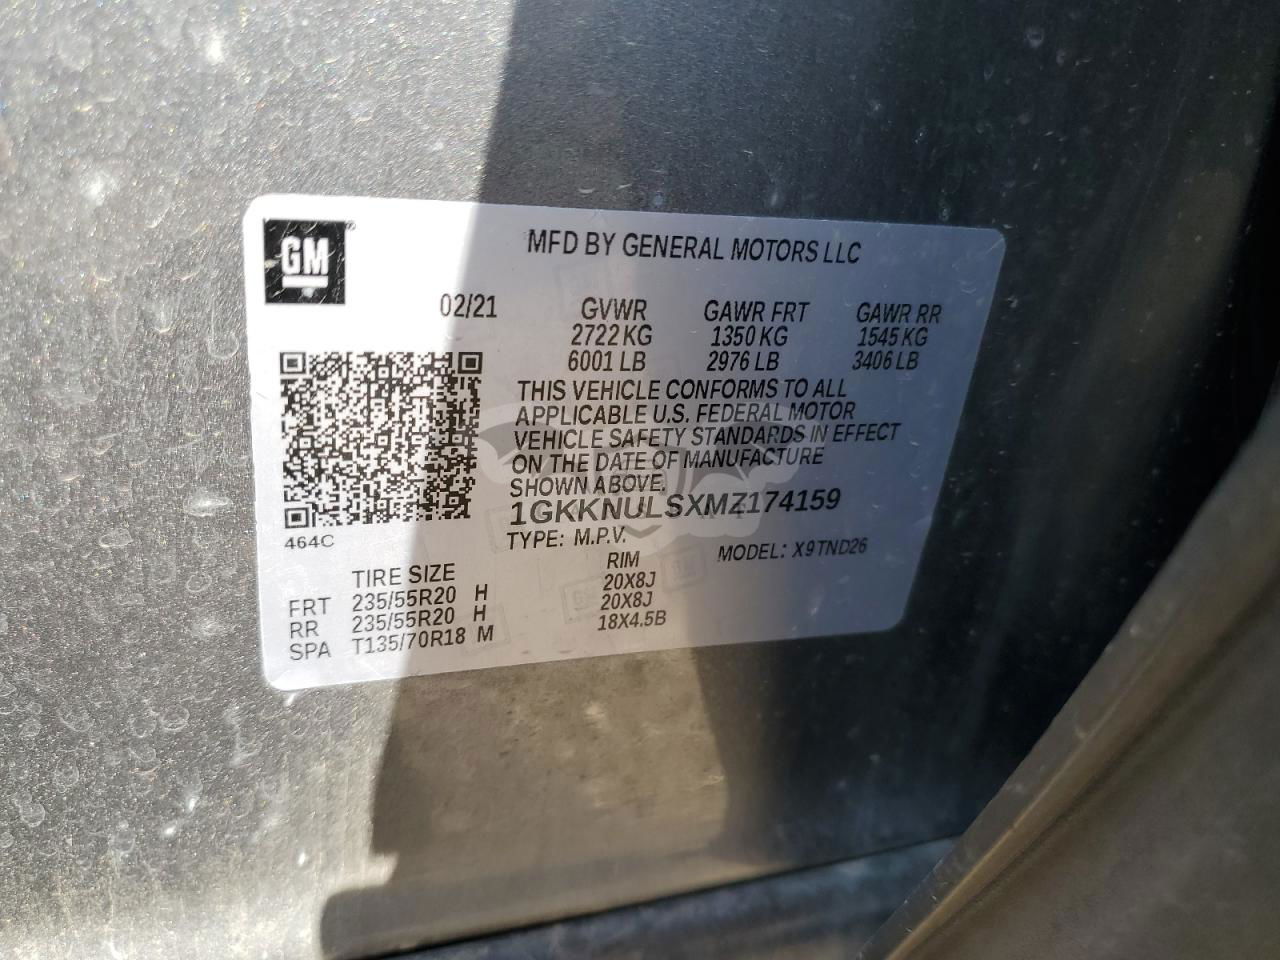 GM
MFD BY GENERAL MOTORS LLC
02/21 GVWR GAWR FRT GAWR RR
2722 KG 1350 KG 1545 KG
6001 LB 2976 LB 3406 LB
THIS VEHICLE CONFORMS TO ALL
APPLICABLE U.S. FEDERAL MOTOR
VEHICLE SAFETY STANDARDS IN EFFECT
ON THE DATE OF MANUFACTURE
SHOWN ABOVE.
1GKKNULSXMZ174159
464C
TYPE: M.P.V. MODEL: X9TND26
TIRE SIZE RIM
FRT 235/55R20 H 20X8J
RR 235/55R20 H 20X8J
SPA T135/70R18 M 18X4.5B